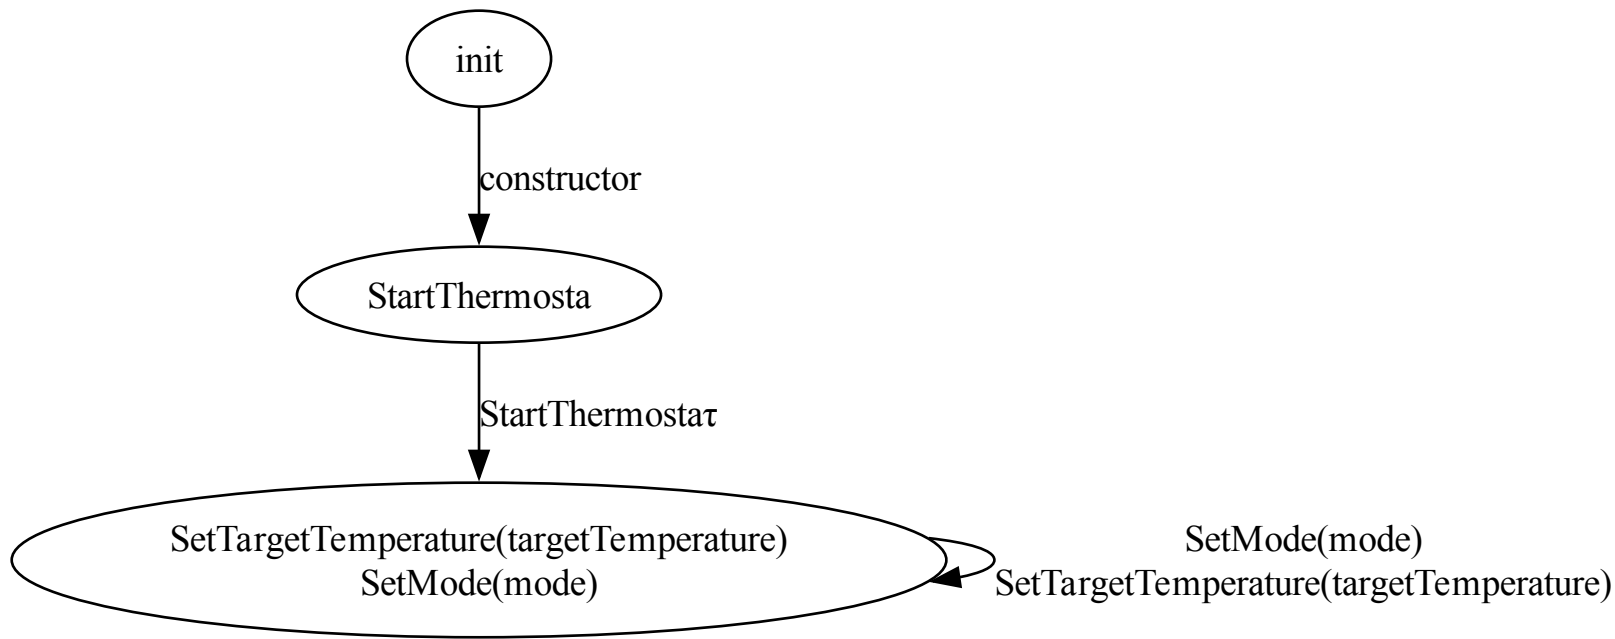 init
constructor
StartThermosta
StartThermostaτ
SetTargetTemperature(targetTemperature)
SetMode(mode)
SetMode(mode)
SetTargetTemperature(targetTemperature)